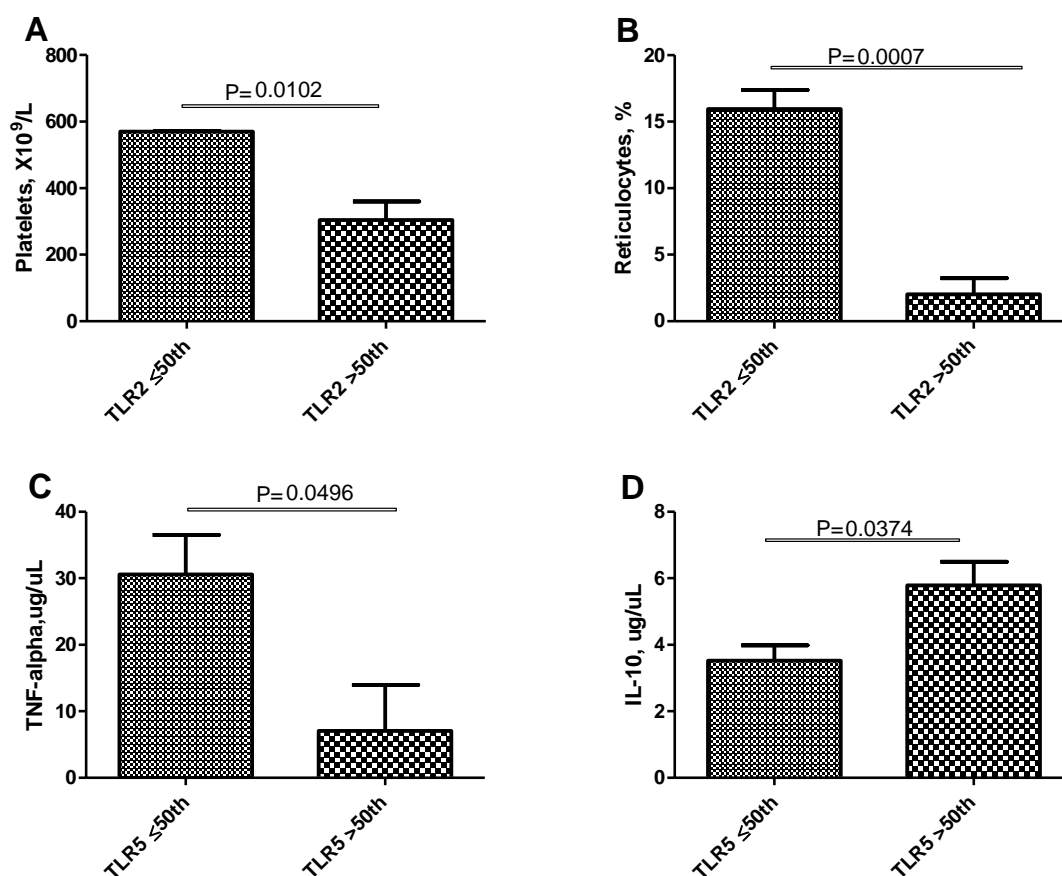 A
Platelets, X10⁹/L
800
600
400
200
0
P= 0.0102
TLR2 ≤50th
TLR2 >50th
B
Reticulocytes, %
20
15
10
5
0
P= 0.0007
TLR2 ≤50th
TLR2 >50th
C
TNF-alpha,ug/uL
40
30
20
10
0
P= 0.0496
TLR5 ≤50th
TLR5 >50th
D
IL-10, ug/uL
8
6
4
2
0
P=0.0374
TLR5 ≤50th
TLR5 >50th